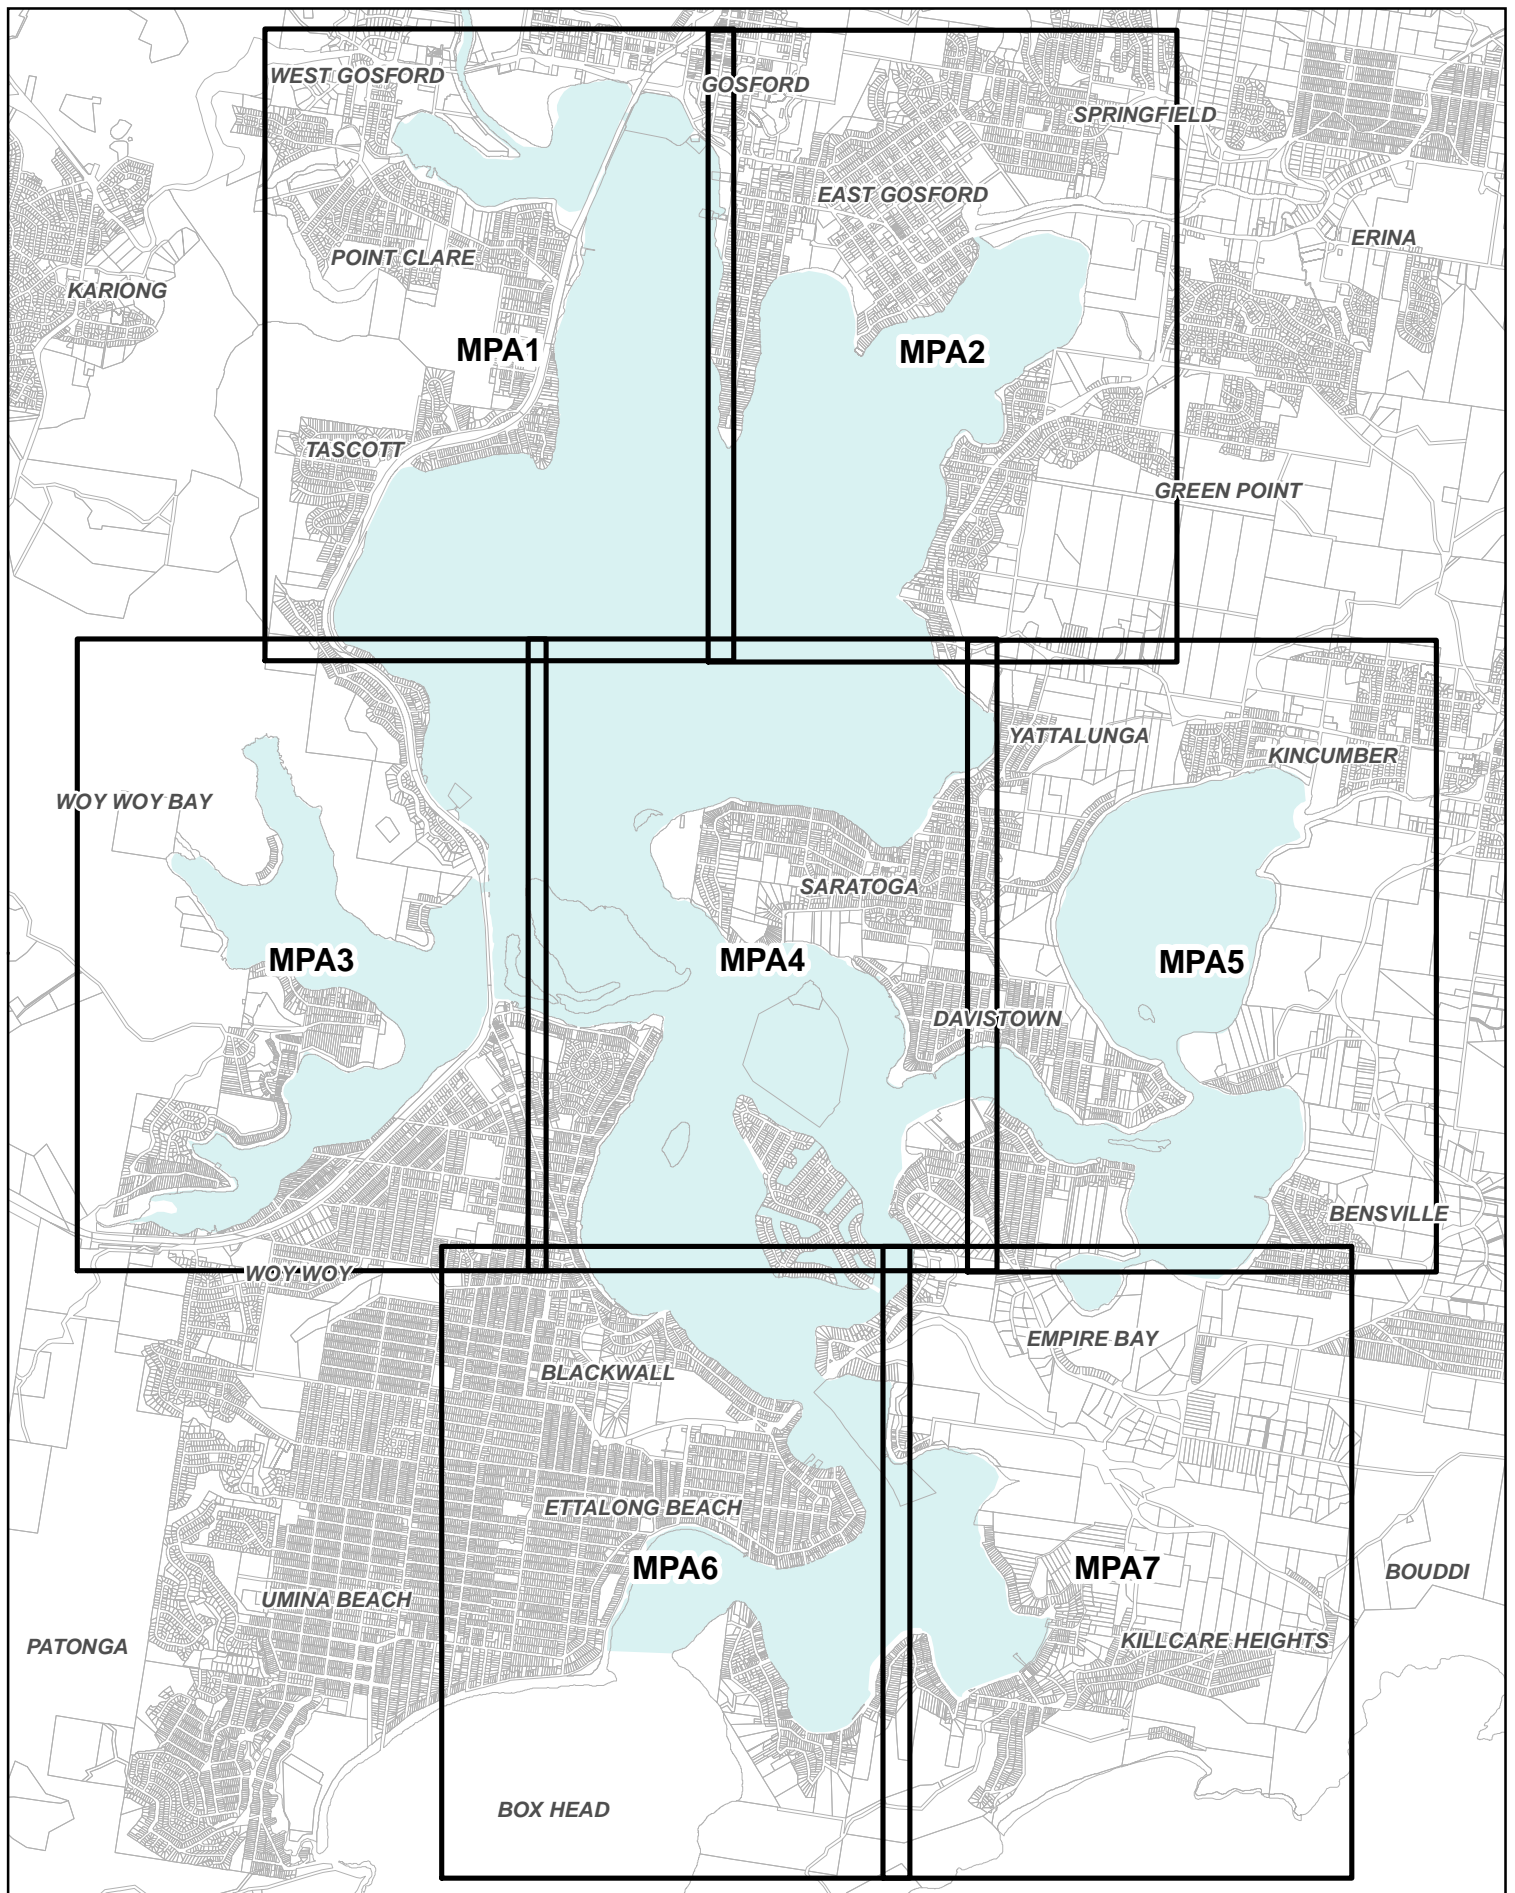 WEST GOSFORD
GOSFORD
SPRINGFIELD
EAST GOSFORD
ERINA
POINT CLARE
KARIONG
MPA1
MPA2
TASCOTT
GREEN POINT
YATTALUNGA
KINCUMBER
WOY WOY BAY
SARATOGA
MPA3
MPA4
MPA5
DAVISTOWN
BENSVILLE
WOY WOY
EMPIRE BAY
BLACKWALL
ETTALONG BEACH
MPA6
MPA7
BOUDDI
UMINA BEACH
PATONGA
KILLCARE HEIGHTS
BOX HEAD